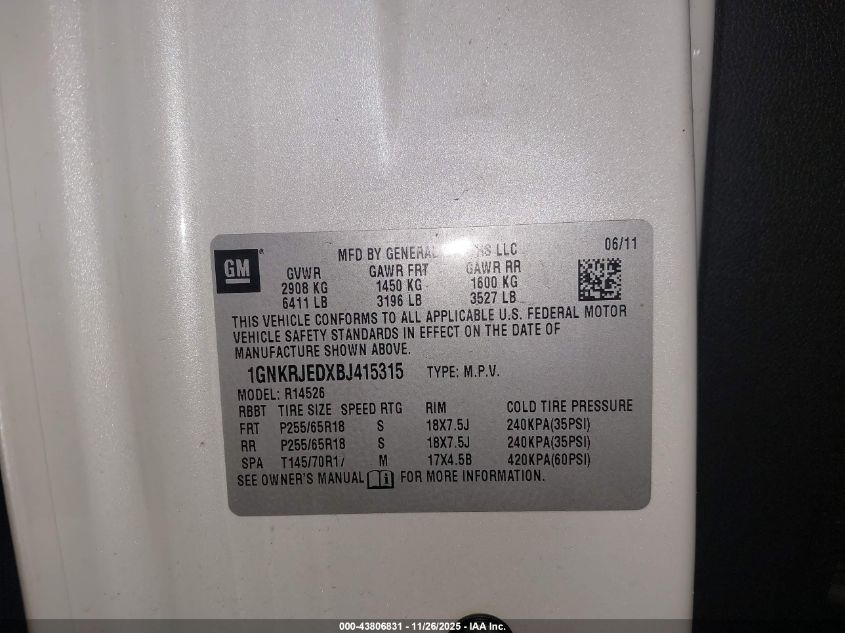 GM
MFD BY GENERAL LLC
06/11
GVWR GAWR FRT GAWR RR
2908 KG 1450 KG 1600 KG
6411 LB 3196 LB 3527 LB
THIS VEHICLE CONFORMS TO ALL APPLICABLE U.S. FEDERAL MOTOR
VEHICLE SAFETY STANDARDS IN EFFECT ON THE DATE OF
MANUFACTURE SHOWN ABOVE.
1GNKRJEDXBJ415315 TYPE: M.P.V.
MODEL: R14526
RBBT TIRE SIZE SPEED RTG RIM COLD TIRE PRESSURE
FRT P255/65R18 S 18X7.5J 240KPA(35PSI)
RR P255/65R18 S 18X7.5J 240KPA(35PSI)
SPA M 17X4.5B 420KPA(60PSI)
SEE OWNER'S MANUAL FOR MORE INFORMATION.
000-43806831 - 11/26/2025 - IAA Inc.